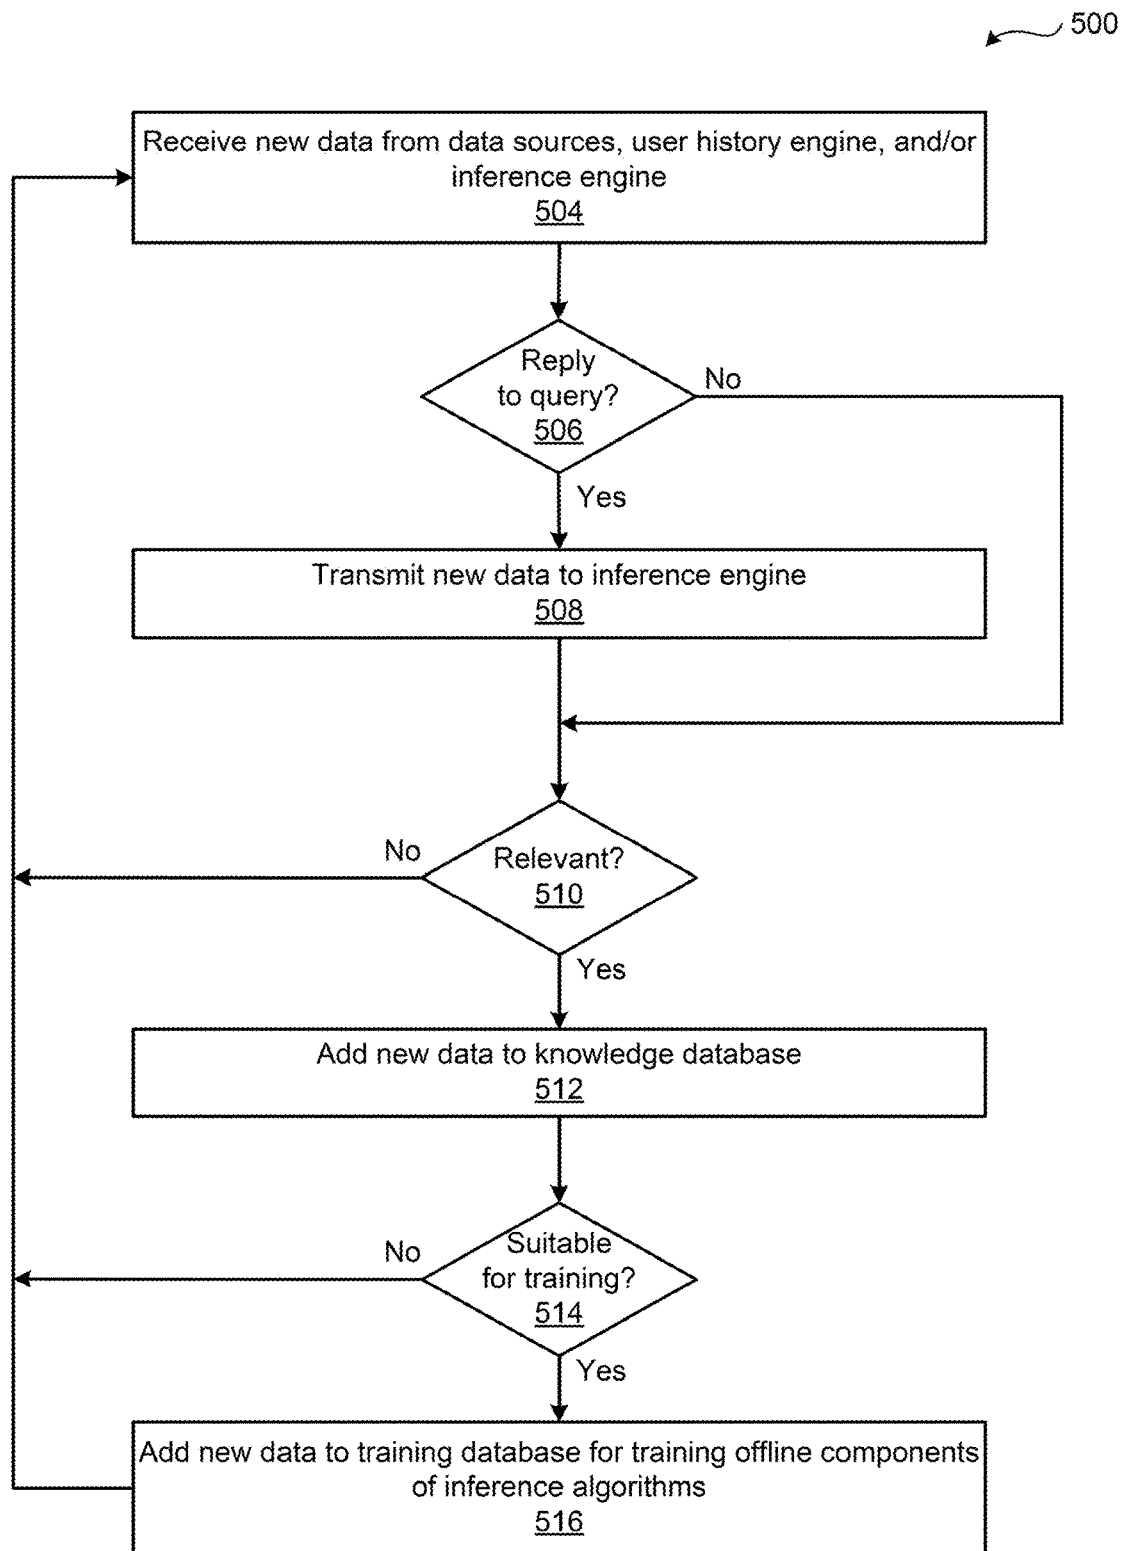 500
Receive new data from data sources, user history engine, and/or
inference engine
504
Reply
to query?
506
No
Yes
Transmit new data to inference engine
508
No
Relevant?
510
Yes
Add new data to knowledge database
512
No
Suitable
for training?
514
Yes
Add new data to training database for training offline components
of inference algorithms
516